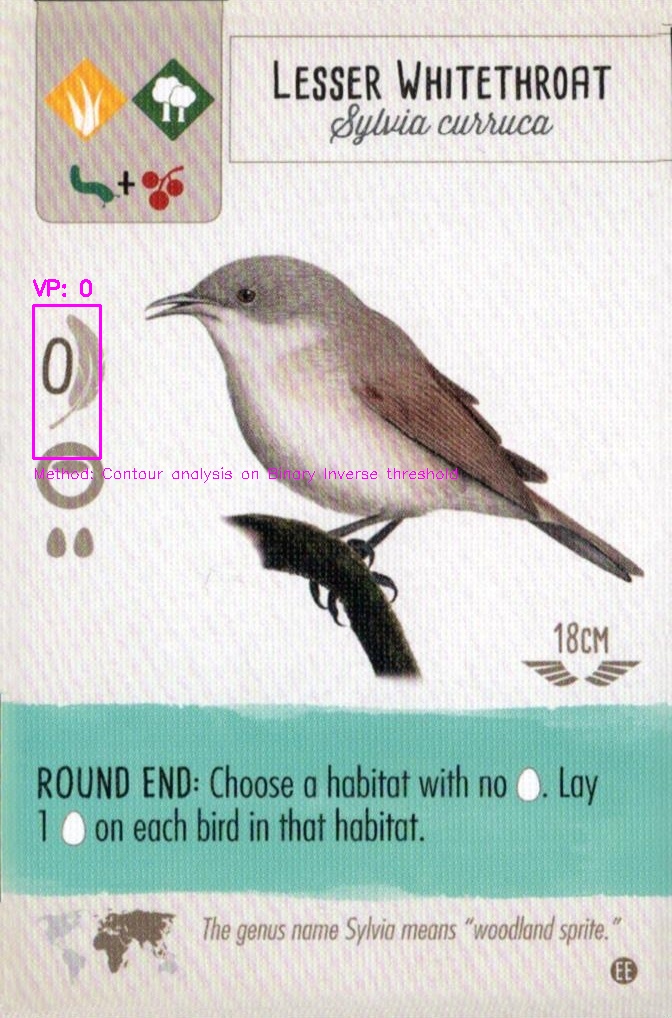 LESSER WHITETHROAT
Sylvia curruca
+
VP: 0
0
Method: Contour analysis on Binary Inverse threshold
18CM
ROUND END: Choose a habitat with no . Lay
1 on each bird in that habitat.
The genus name Sylvia means "woodland sprite."
EE